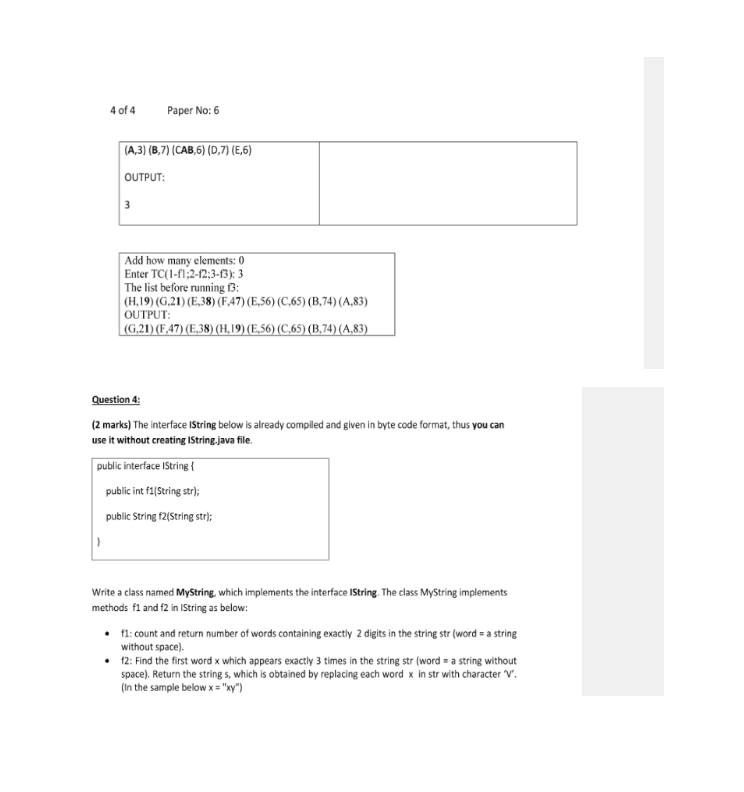 4 of 4 Paper No: 6
(A,3) (B,7) (CAB,6) (D,7) (E,6)
OUTPUT:
3
Add how many elements: 0
Enter TC(1-f1;2-f2;3-f3): 3
The list before running f3:
(H,19) (G,21) (E,38) (F,47) (E,56) (C,65) (B,74) (A,83)
OUTPUT:
(G,21) (F,47) (E,38) (H,19) (E,56) (C,65) (B,74) (A,83)
Question 4:
(2 marks) The interface IString below is already compiled and given in byte code format, thus you can
use it without creating IString.java file.
public interface IString {
public int f1(String str);
public String f2(String str);
}
Write a class named MyString, which implements the interface IString. The class MyString implements
methods f1 and f2 in IString as below:
• f1: count and return number of words containing exactly 2 digits in the string str (word = a string
without space).
• f2: Find the first word x which appears exactly 3 times in the string str (word = a string without
space). Return the string s, which is obtained by replacing each word x in str with character 'V'.
(In the sample below x = "xy")